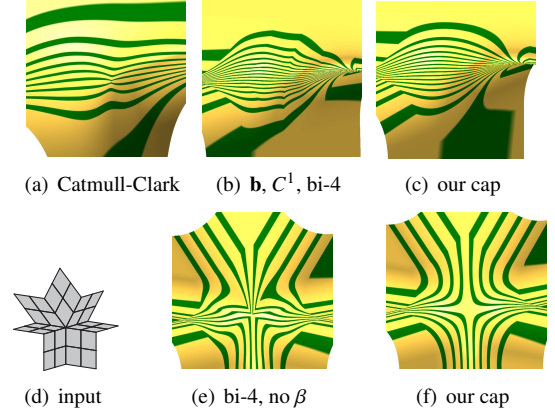 (a) Catmull-Clark (b) b, C¹, bi-4 (c) our cap
(d) input (e) bi-4, no β (f) our cap